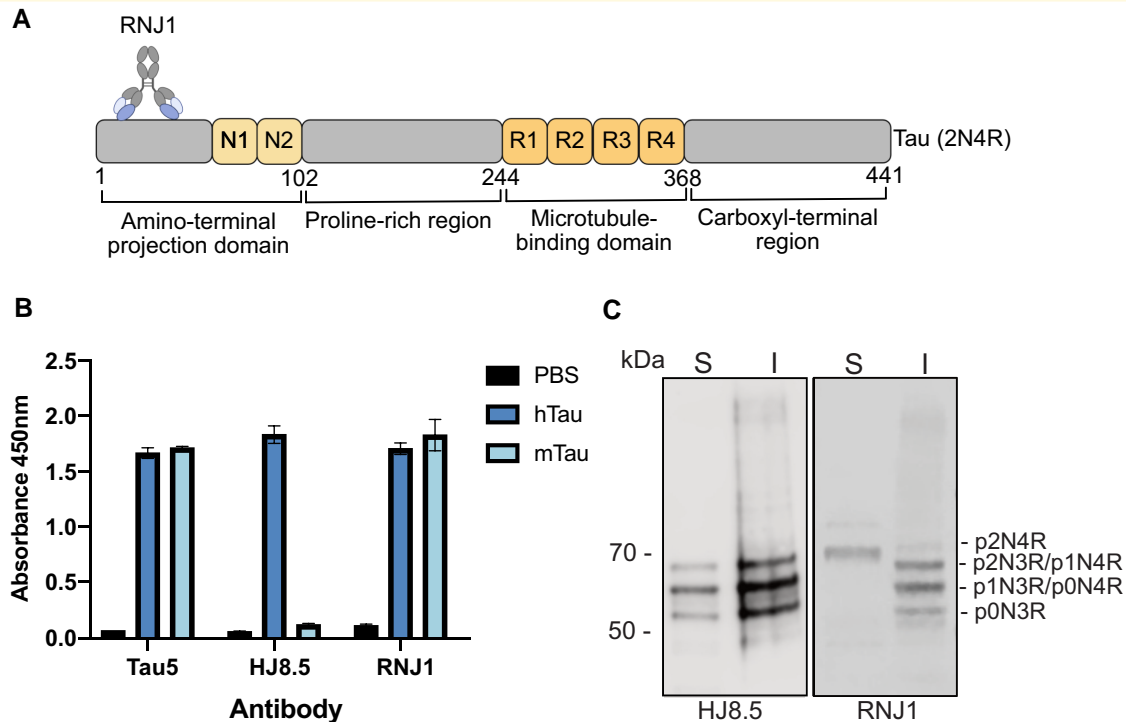 A
RNJ1
N1 N2 R1 R2 R3 R4 Tau (2N4R)
1 102 244 368 441
Amino-terminal
projection domain
Proline-rich region
Microtubule-
binding domain
Carboxyl-terminal
region
B
Absorbance 450nm
2.5
2.0
1.5
1.0
0.5
0.0
Tau5 HJ8.5 RNJ1
Antibody
PBS
hTau
mTau
C
kDa S I S I
70 -
50 -
- p2N4R
- p2N3R/p1N4R
- p1N3R/p0N4R
- p0N3R
HJ8.5 RNJ1